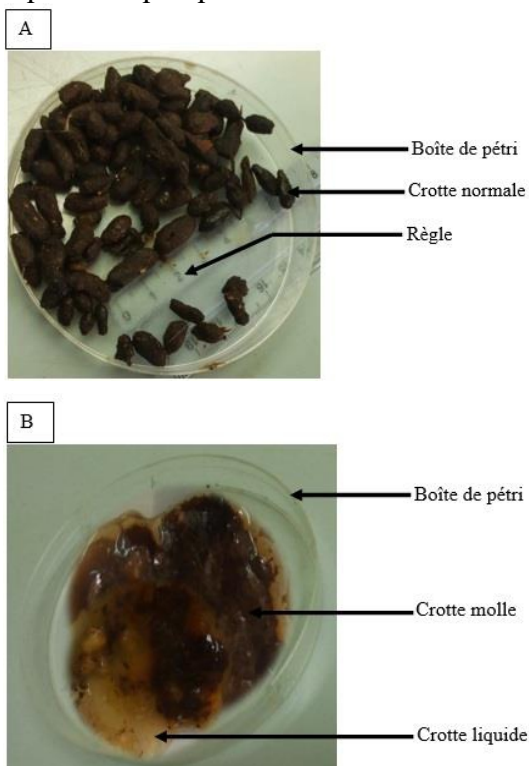 A
Boîte de pétri
Crotte normale
Règle
B
Boîte de pétri
Crotte molle
Crotte liquide